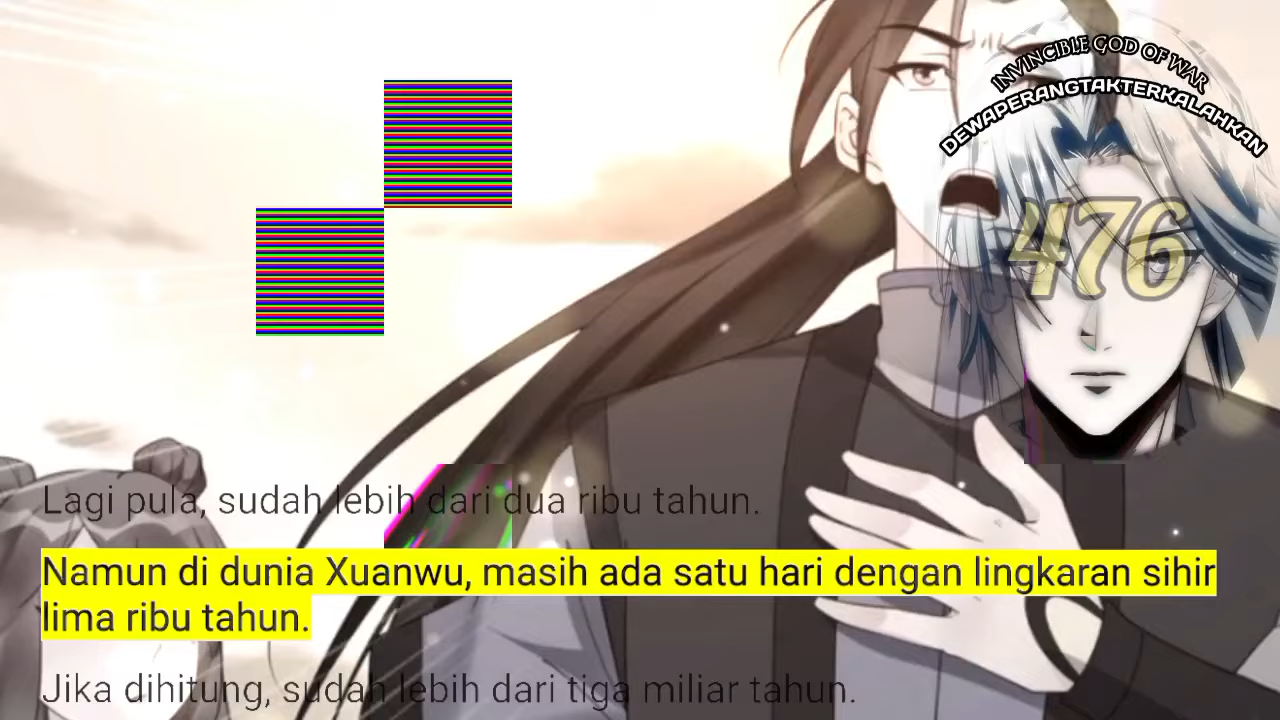 INVINCIBLE GOD OF WAR
DEWAPERANGTAKTERKALAHKAN
476
Lagi pula, sudah lebih dari dua ribu tahun.
Namun di dunia Xuanwu, masih ada satu hari dengan lingkaran sihir
lima ribu tahun.
Jika dihitung, sudah lebih dari tiga miliar tahun.